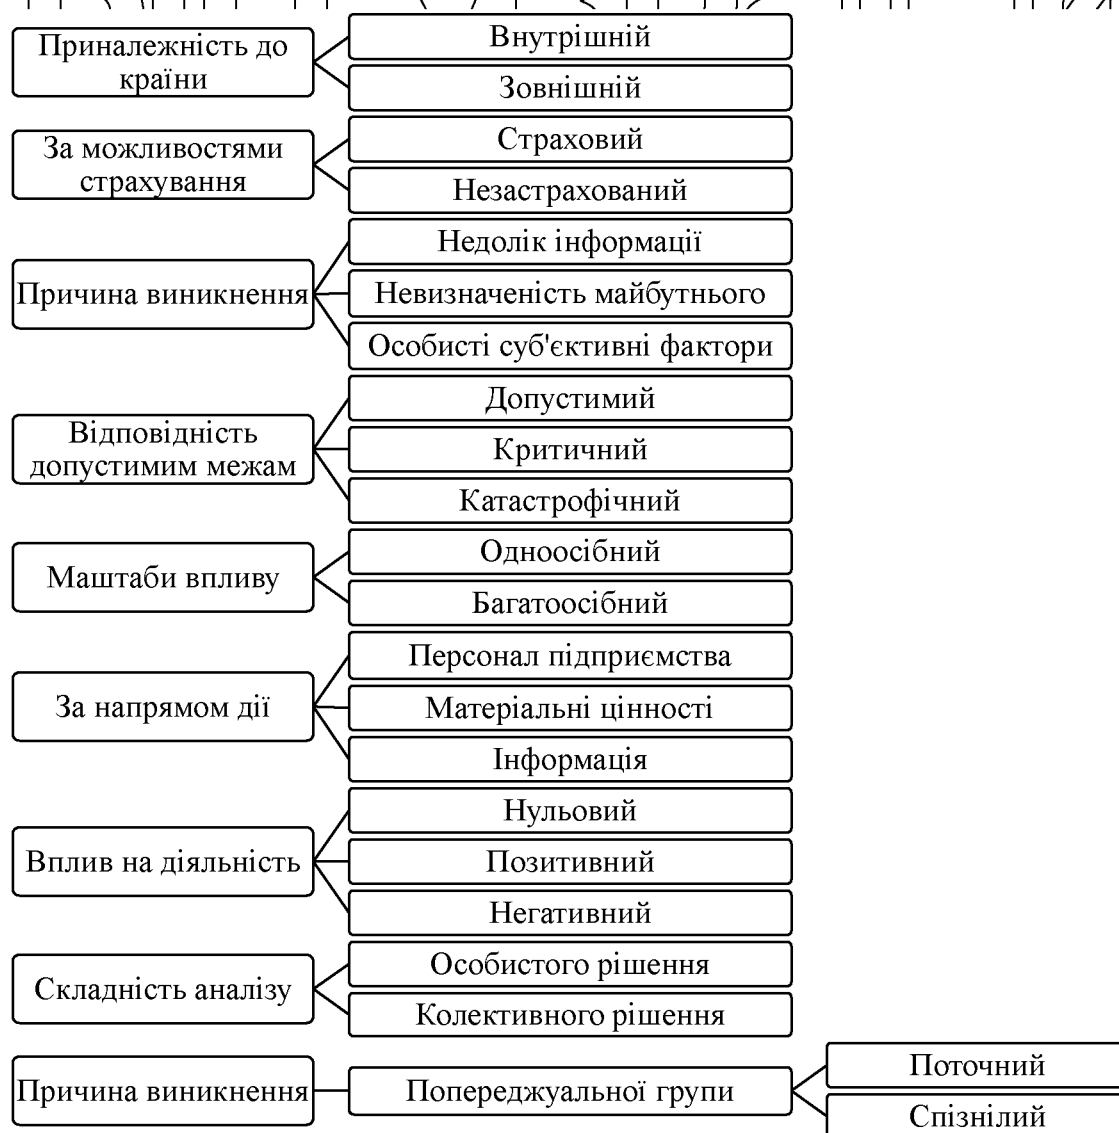 Приналежність до
країни
Внутрішній
Зовнішній
За можливостями
страхування
Страховий
Незастрахований
Причина виникнення
Недолік інформації
Невизначеність майбутнього
Особисті суб'єктивні фактори
Відповідність
допустимим межам
Допустимий
Критичний
Катастрофічний
Маштаби впливу
Одноосібний
Багатоосібний
За напрямом дії
Персонал підприємства
Матеріальні цінності
Інформація
Вплив на діяльність
Нульовий
Позитивний
Негативний
Складність аналізу
Особистого рішення
Колективного рішення
Причина виникнення
Попереджуальної групи
Поточний
Спізнілий